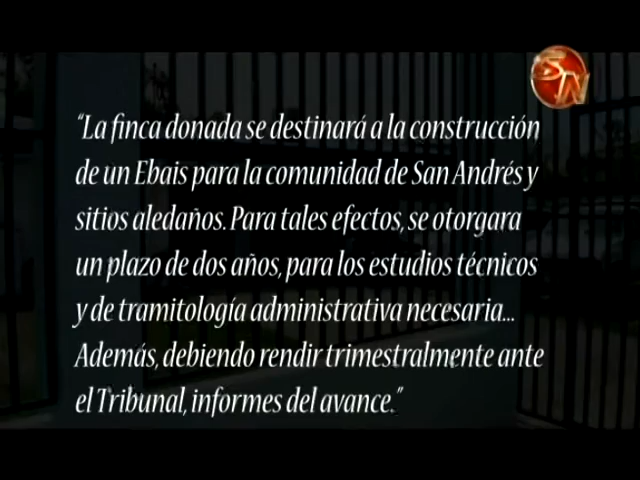 SN
“La finca donada se destinará a la construcción
de un Ebais para la comunidad de San Andrés y
sitios aledaños. Para tales efectos, se otorgara
un plazo de dos años, para los estudios técnicos
y de tramitología administrativa necesaria...
Además, debiendo rendir trimestralmente ante
el Tribunal, informes del avance.”